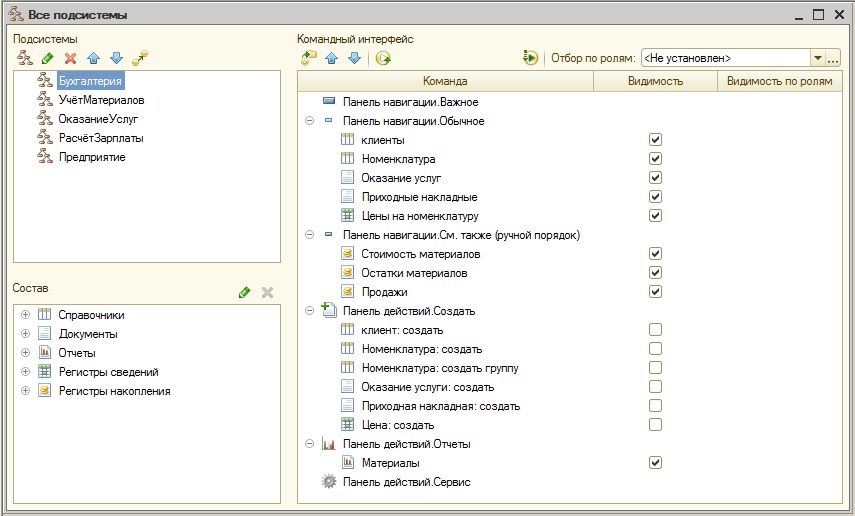 Все подсистемы
Подсистемы
Бухгалтерия
УчётМатериалов
ОказаниеУслуг
РасчётЗарплаты
Предприятие
Состав
Справочники
Документы
Отчеты
Регистры сведений
Регистры накопления
Командный интерфейс
Отбор по ролям: <Не установлен>
Команда Видимость Видимость по ролям
Панель навигации.Важное
Панель навигации.Обычное
клиенты
Номенклатура
Оказание услуг
Приходные накладные
Цены на номенклатуру
Панель навигации.См. также (ручной порядок)
Стоимость материалов
Остатки материалов
Продажи
Панель действий.Создать
клиент: создать
Номенклатура: создать
Номенклатура: создать группу
Оказание услуги: создать
Приходная накладная: создать
Цена: создать
Панель действий.Отчеты
Материалы
Панель действий.Сервис